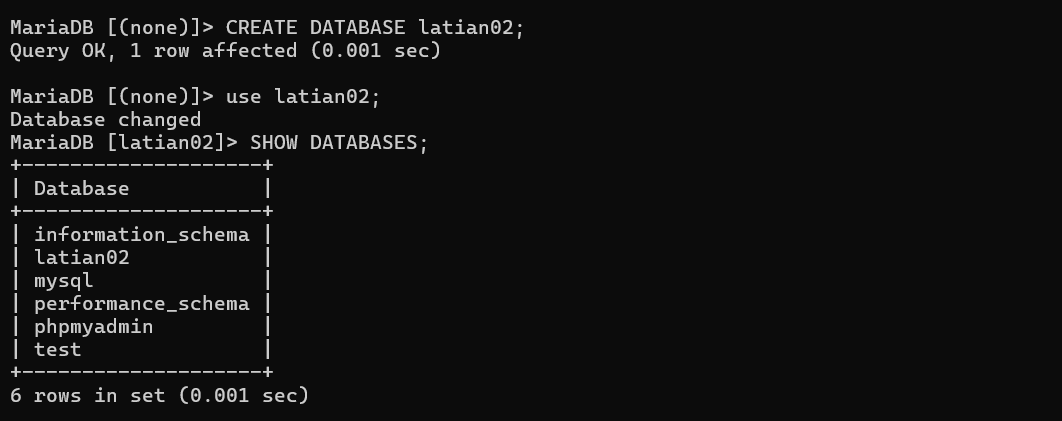 MariaDB [(none)]> CREATE DATABASE latian02;
Query OK, 1 row affected (0.001 sec)
MariaDB [(none)]> use latian02;
Database changed
MariaDB [latian02]> SHOW DATABASES;
+--------------------+
| Database           |
+--------------------+
| information_schema |
| latian02           |
| mysql              |
| performance_schema |
| phpmyadmin         |
| test               |
+--------------------+
6 rows in set (0.001 sec)